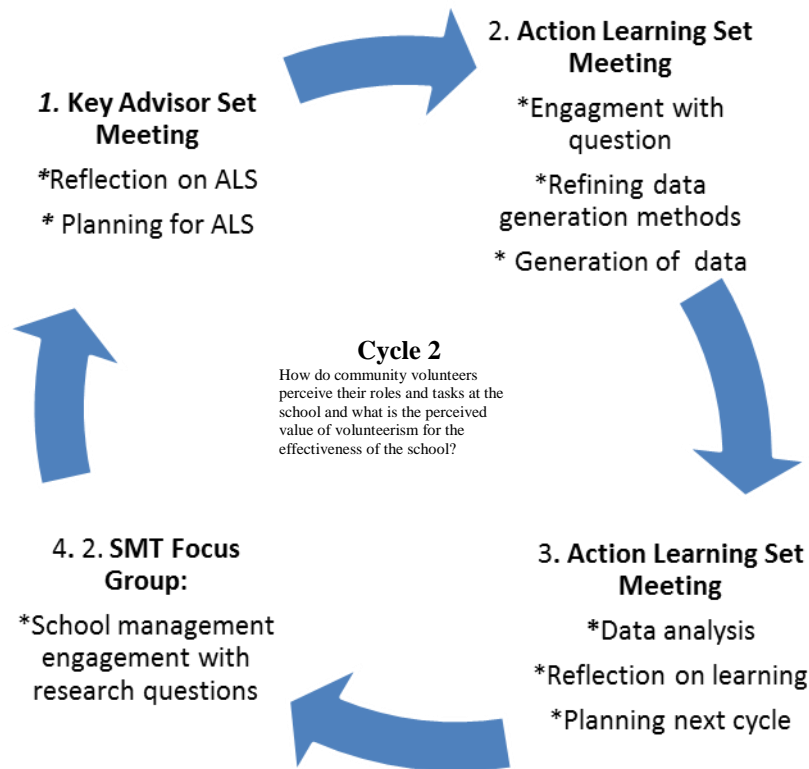 1. Key Advisor Set
Meeting
*Reflection on ALS
* Planning for ALS
2. Action Learning Set
Meeting
*Engagment with
question
*Refining data
generation methods
* Generation of data
Cycle 2
How do community volunteers
perceive their roles and tasks at the
school and what is the perceived
value of volunteerism for the
effectiveness of the school?
3. Action Learning Set
Meeting
*Data analysis
*Reflection on learning
*Planning next cycle
4. 2. SMT Focus
Group:
*School management
engagement with
research questions